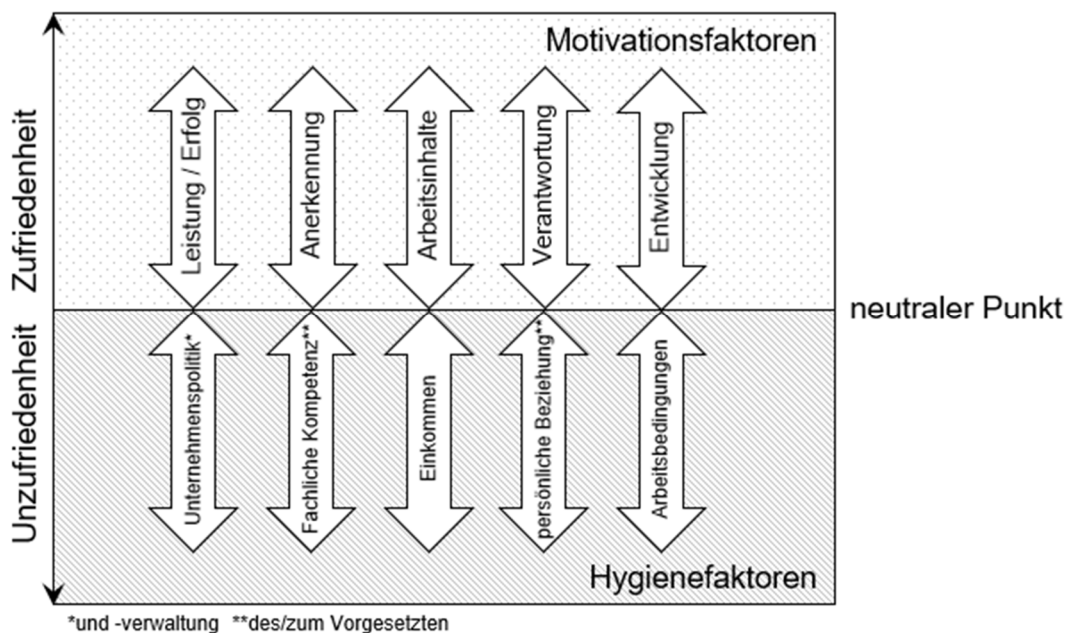 Motivationsfaktoren
Zufriedenheit
Leistung / Erfolg
Anerkennung
Arbeitsinhalte
Verantwortung
Entwicklung
neutraler Punkt
Unzufriedenheit
Unternehmenspolitik*
Fachliche Kompetenz**
Einkommen
persönliche Beziehung**
Arbeitsbedingungen
Hygienefaktoren
*und -verwaltung **des/zum Vorgesetzten